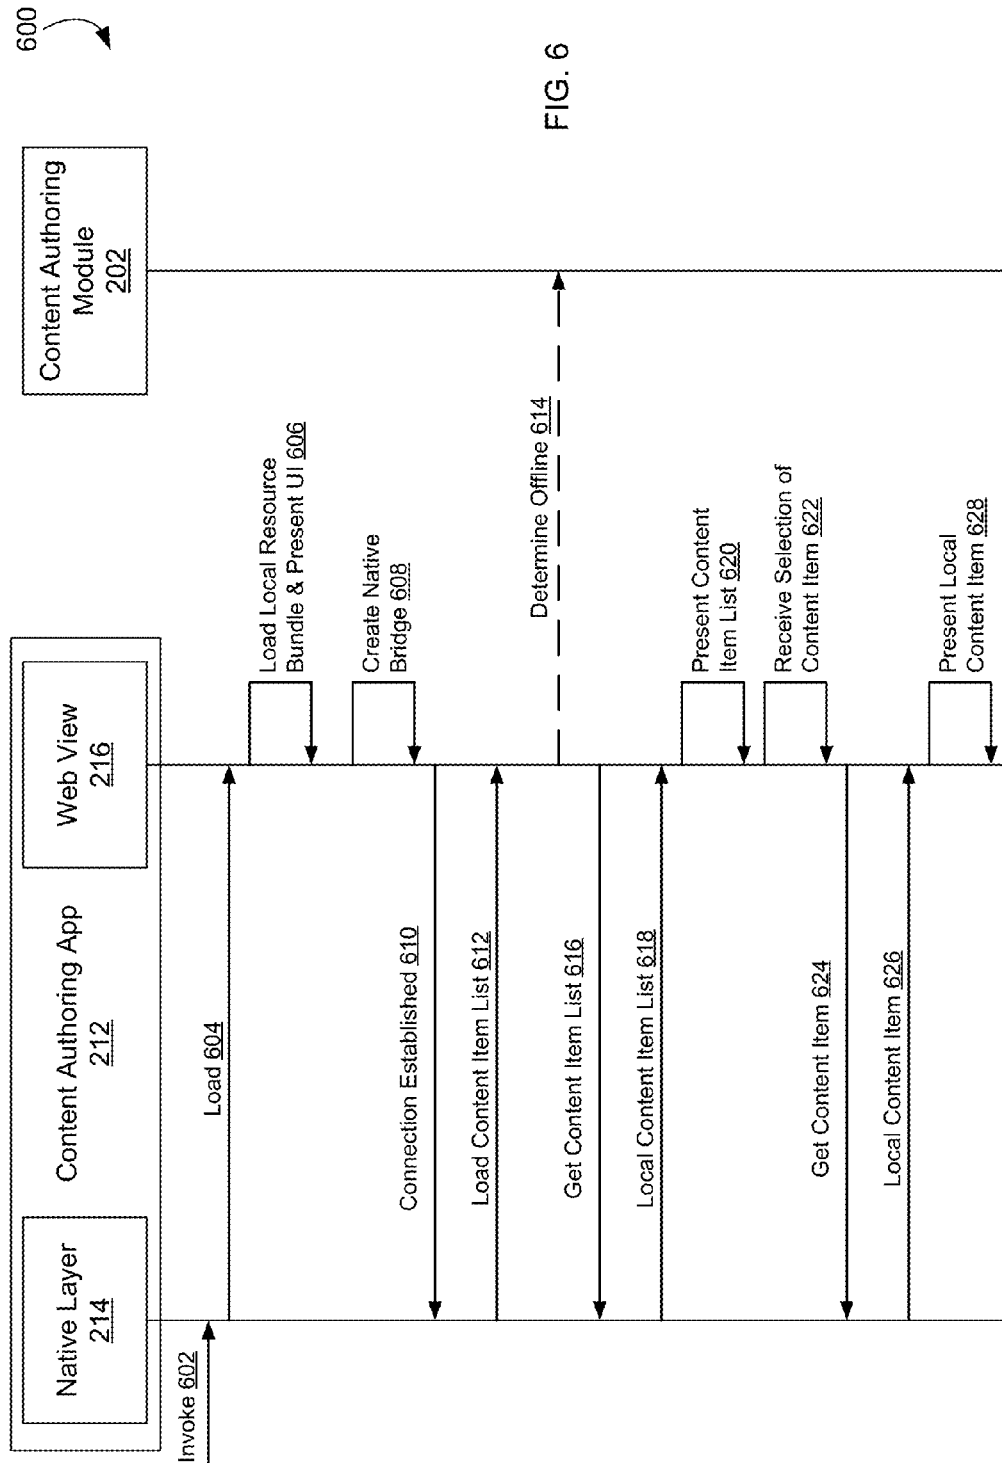 600
Content Authoring App
212
Native Layer
214
Web View
216
Content Authoring
Module
202
Invoke 602
Load 604
Load Local Resource
Bundle & Present UI 606
Create Native
Bridge 608
Connection Established 610
Load Content Item List 612
Determine Offline 614
Get Content Item List 616
Local Content Item List 618
Present Content
Item List 620
Receive Selection of
Content Item 622
Get Content Item 624
Local Content Item 626
Present Local
Content Item 628
FIG. 6